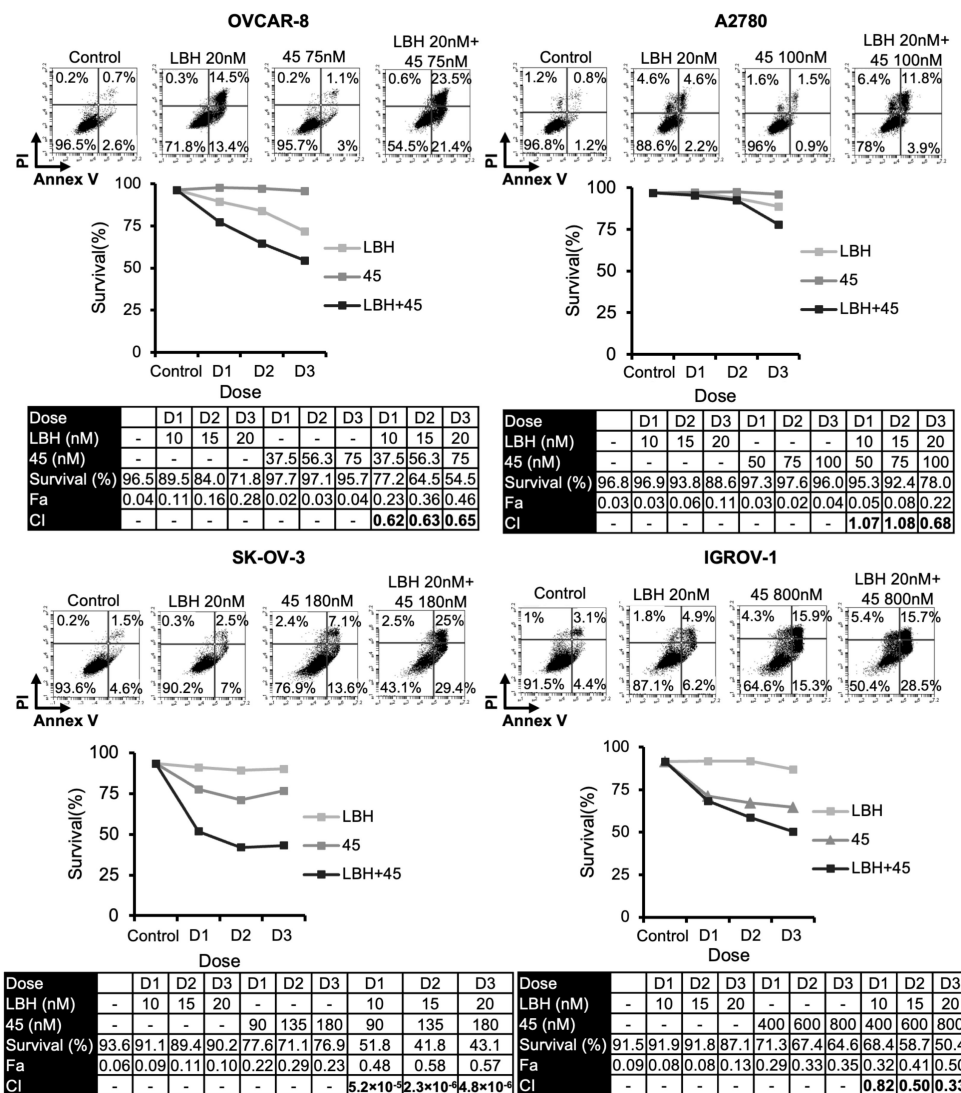 OVCAR-8
Control
LBH 20nM
45 75nM
LBH 20nM+
45 75nM
0.2% 0.7%
0.3% 14.5%
0.2% 1.1%
0.6% 23.5%
96.5% 2.6%
71.8% 13.4%
95.7% 3%
54.5% 21.4%
PI
Annex V
100
75
50
25
0
Survival(%)
LBH
45
LBH+45
Control D1 D2 D3
Dose
Dose - D1 D2 D3 D1 D2 D3 D1 D2 D3
LBH (nM) - 10 15 20 - - - 10 15 20
45 (nM) - - - - 37.5 56.3 75 37.5 56.3 75
Survival (%) 96.5 89.5 84.0 71.8 97.7 97.1 95.7 77.2 64.5 54.5
Fa 0.04 0.11 0.16 0.28 0.02 0.03 0.04 0.23 0.36 0.46
CI - - - - - - - 0.62 0.63 0.65
A2780
Control
LBH 20nM
45 100nM
LBH 20nM+
45 100nM
1.2% 0.8%
4.6% 4.6%
1.6% 1.5%
6.4% 11.8%
96.8% 1.2%
88.6% 2.2%
96% 0.9%
78% 3.9%
PI
Annex V
100
75
50
25
0
Survival(%)
LBH
45
LBH+45
Control D1 D2 D3
Dose
Dose D1 D2 D3 D1 D2 D3 D1 D2 D3
LBH (nM) - 10 15 20 - - - 10 15 20
45 (nM) - - - - 50 75 100 50 75 100
Survival (%) 96.8 96.9 93.8 88.6 97.3 97.6 96.0 95.3 92.4 78.0
Fa 0.03 0.03 0.06 0.11 0.03 0.02 0.04 0.05 0.08 0.22
CI - - - - - - - 1.07 1.08 0.68
SK-OV-3
Control
LBH 20nM
45 180nM
LBH 20nM+
45 180nM
0.2% 1.5%
0.3% 2.5%
2.4% 7.1%
2.5% 25%
93.6% 4.6%
90.2% 7%
76.9% 13.6%
43.1% 29.4%
PI
Annex V
100
75
50
25
0
Survival(%)
LBH
45
LBH+45
Control D1 D2 D3
Dose
Dose D1 D2 D3 D1 D2 D3 D1 D2 D3
LBH (nM) - 10 15 20 - - - 10 15 20
45 (nM) - - - - 90 135 180 90 135 180
Survival (%) 93.6 91.1 89.4 90.2 77.6 71.1 76.9 51.8 41.8 43.1
Fa 0.06 0.09 0.11 0.10 0.22 0.29 0.23 0.48 0.58 0.57
CI - - - - - - - 5.2×10⁻⁵ 2.3×10⁻⁶ 4.8×10⁻⁶
IGROV-1
Control
LBH 20nM
45 800nM
LBH 20nM+
45 800nM
1% 3.1%
1.8% 4.9%
4.3% 15.9%
5.4% 15.7%
91.5% 4.4%
87.1% 6.2%
64.6% 15.3%
50.4% 28.5%
PI
Annex V
100
75
50
25
0
Survival(%)
LBH
45
LBH+45
Control D1 D2 D3
Dose
Dose D1 D2 D3 D1 D2 D3 D1 D2 D3
LBH (nM) - 10 15 20 - - - 10 15 20
45 (nM) - - - - 400 600 800 400 600 800
Survival (%) 91.5 91.9 91.8 87.1 71.3 67.4 64.6 68.4 58.7 50.4
Fa 0.09 0.08 0.08 0.13 0.29 0.33 0.35 0.32 0.41 0.50
CI - - - - - - - 0.82 0.50 0.33